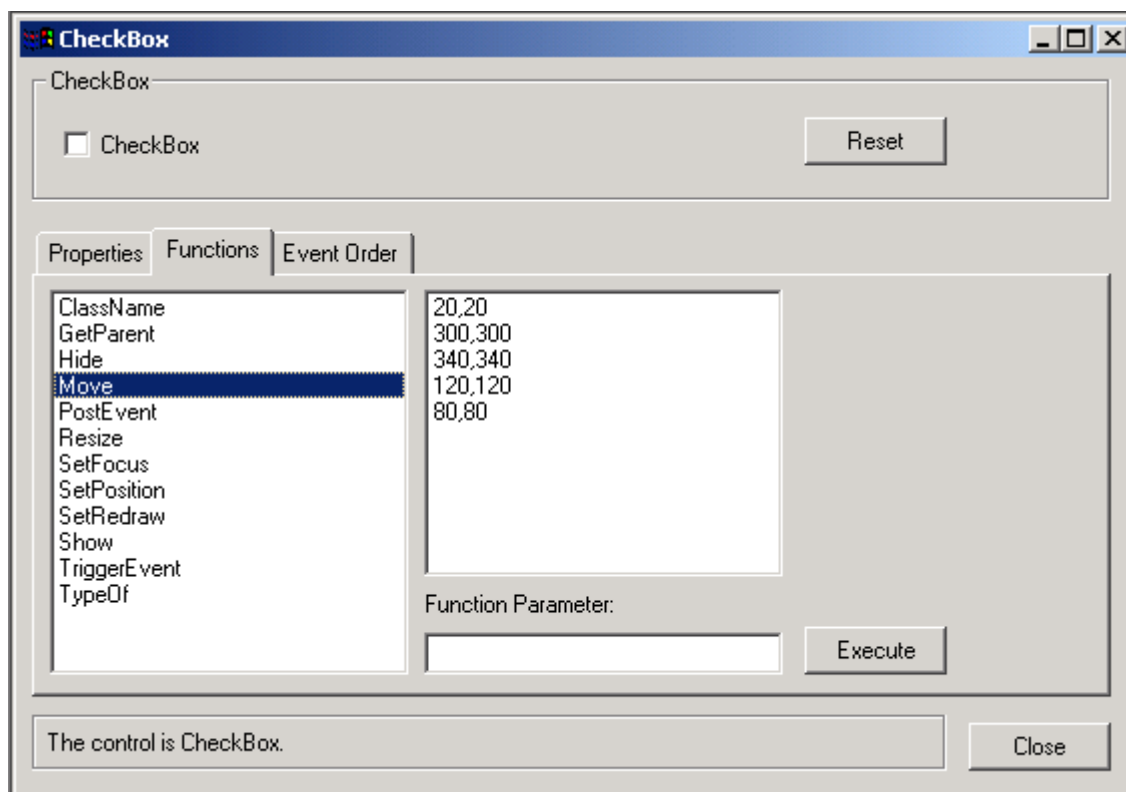 CheckBox
CheckBox
CheckBox
Reset
Properties Functions Event Order
ClassName
GetParent
Hide
Move
PostEvent
Resize
SetFocus
SetPosition
SetRedraw
Show
TriggerEvent
TypeOf
20,20
300,300
340,340
120,120
80,80
Function Parameter:
Execute
The control is CheckBox.
Close